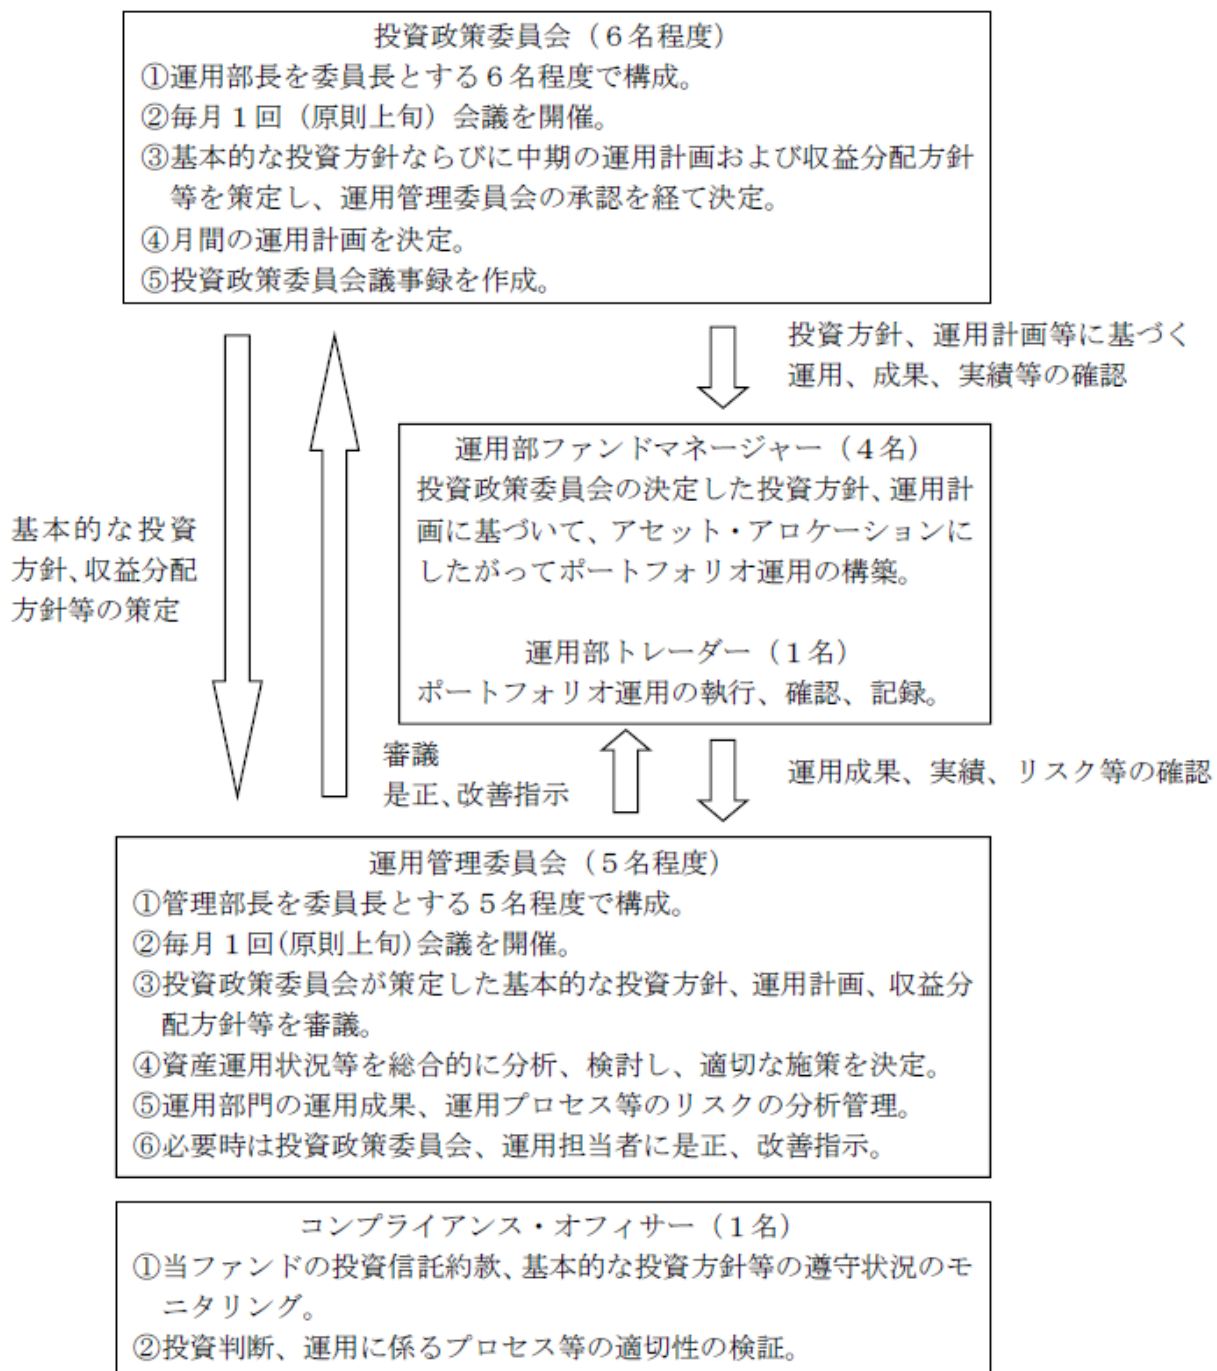 投資政策委員会（６名程度）
①運用部長を委員長とする６名程度で構成。
②毎月１回（原則上旬）会議を開催。
③基本的な投資方針ならびに中期の運用計画および収益分配方針
等を策定し、運用管理委員会の承認を経て決定。
④月間の運用計画を決定。
⑤投資政策委員会議事録を作成。
投資方針、運用計画等に基づく
運用、成果、実績等の確認
基本的な投資
方針、収益分配
方針等の策定
運用部ファンドマネージャー（４名）
投資政策委員会の決定した投資方針、運用計
画に基づいて、アセット・アロケーションに
したがってポートフォリオ運用の構築。
運用部トレーダー（１名）
ポートフォリオ運用の執行、確認、記録。
審議
是正、改善指示
運用成果、実績、リスク等の確認
運用管理委員会（５名程度）
①管理部長を委員長とする５名程度で構成。
②毎月１回(原則上旬)会議を開催。
③投資政策委員会が策定した基本的な投資方針、運用計画、収益分
配方針等を審議。
④資産運用状況等を総合的に分析、検討し、適切な施策を決定。
⑤運用部門の運用成果、運用プロセス等のリスクの分析管理。
⑥必要時は投資政策委員会、運用担当者に是正、改善指示。
コンプライアンス・オフィサー（１名）
①当ファンドの投資信託約款、基本的な投資方針等の遵守状況のモ
ニタリング。
②投資判断、運用に係るプロセス等の適切性の検証。